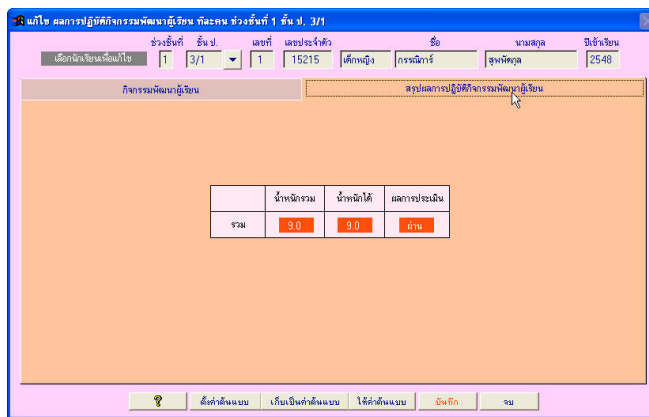 แก้ไข ผลการปฏิบัติกิจกรรมพัฒนาผู้เรียน ทีละคน ช่วงชั้นที่ 1 ชั้น ป. 3/1
ช่วงชั้นที่ ชั้น ป. เลขที่ เลขประจำตัว ชื่อ นามสกุล ปีเข้าเรียน
เลือกนักเรียนเพื่อแก้ไข 1 3/1 1 15215 เด็กหญิง กรรณิการ์ 2548
กิจกรรมพัฒนาผู้เรียน สรุปผลการปฏิบัติกิจกรรมพัฒนาผู้เรียน
น้ำหนักรวม น้ำหนักได้ ผลการประเมิน
รวม 9.0 9.0 ผ่าน
? ตั้งค่าต้นแบบ เก็บเป็นค่าต้นแบบ ใช้ค่าต้นแบบ บันทึก จบ